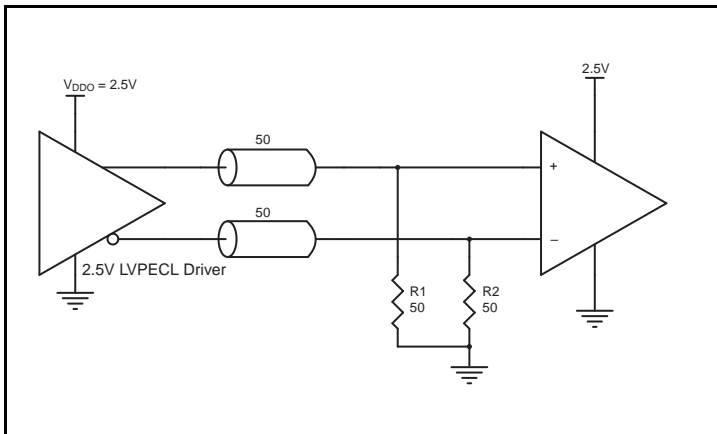 V_DDO = 2.5V
2.5V
50
+
50
–
2.5V LVPECL Driver
R1
50
R2
50